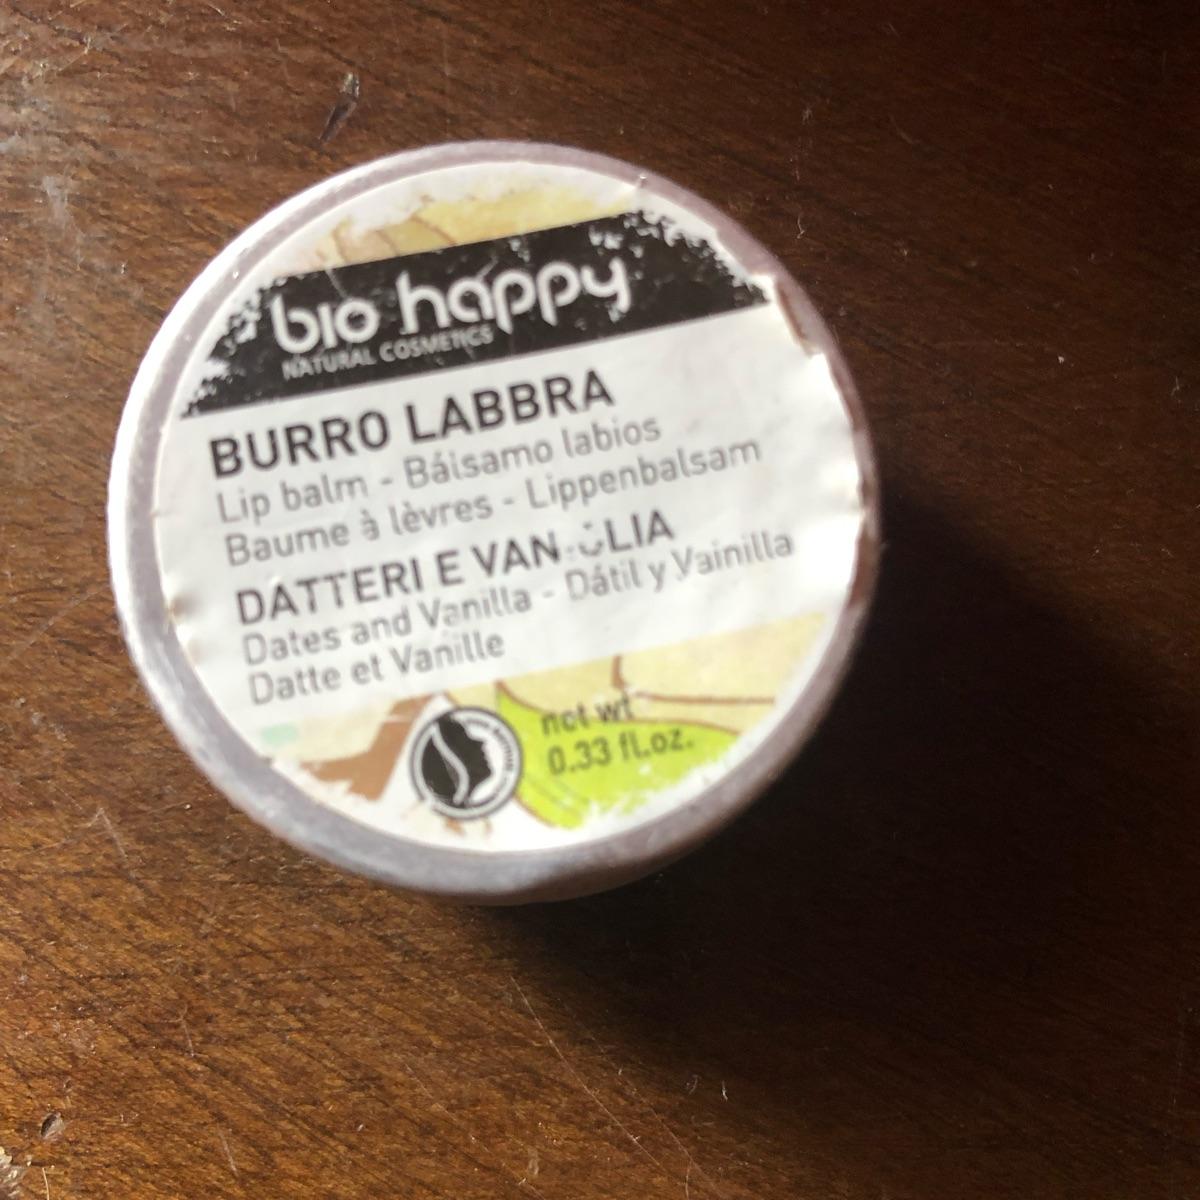 bio happy
NATURAL COSMETICS
BURRO LABBRA
Lip balm - Bálsamo labios
Baume à lèvres - Lippenbalsam
DATTERI E
Dates and Vanilla - Dátil y Vainilla
Datte et Vanille
net wt
0.33 fl.oz.